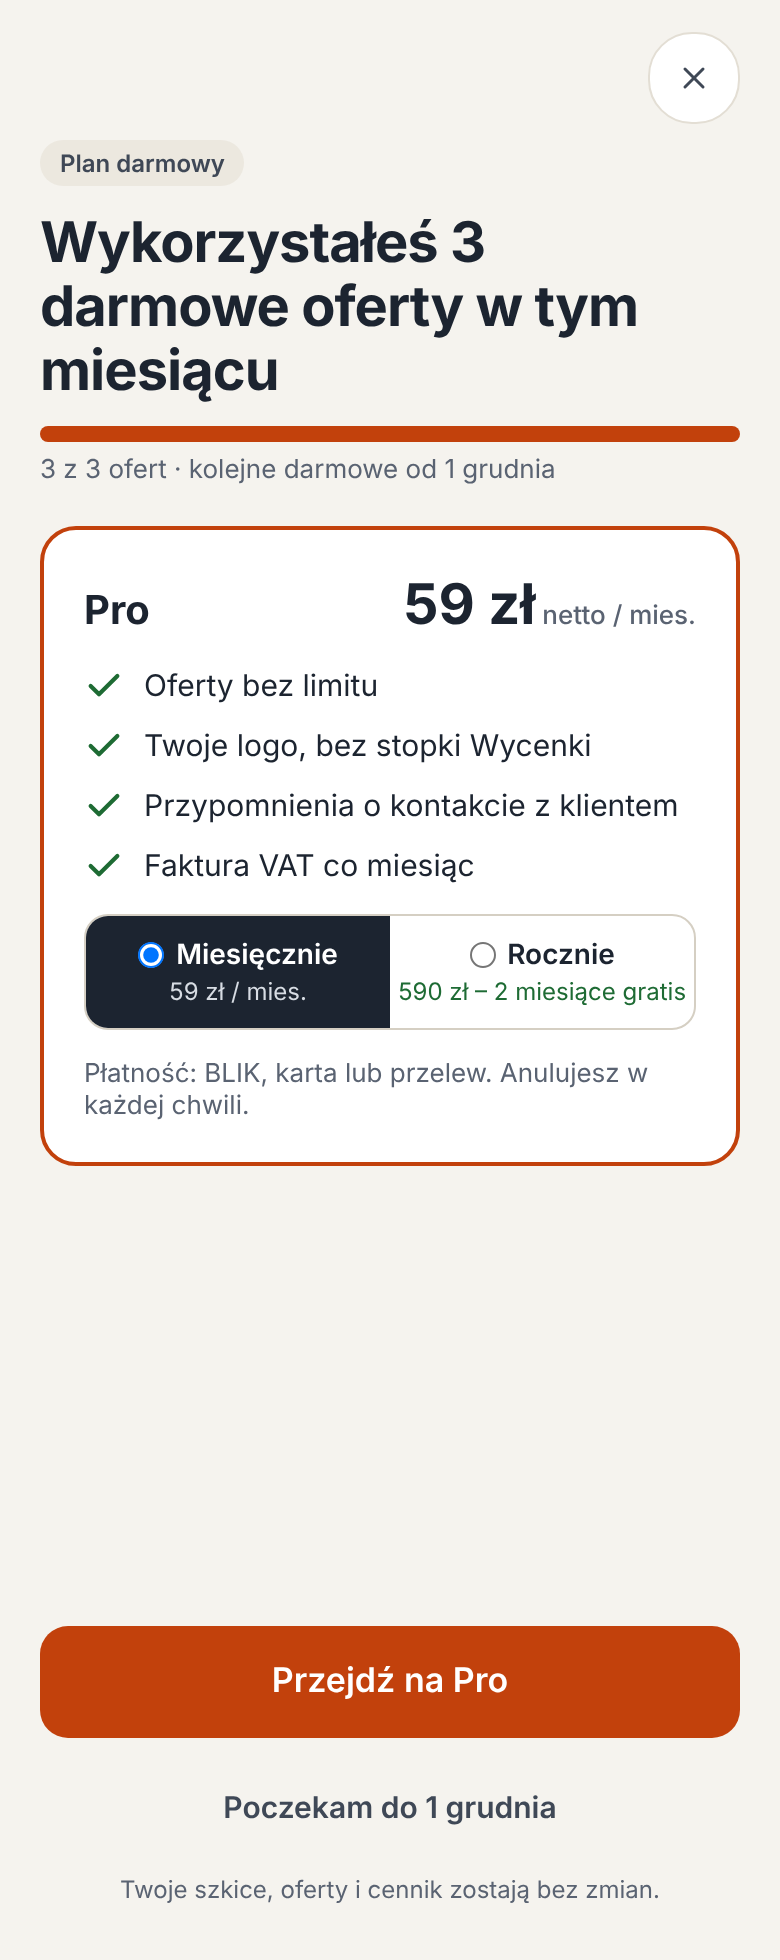 Plan darmowy
Wykorzystałeś 3
darmowe oferty w tym
miesiącu
3 z 3 ofert · kolejne darmowe od 1 grudnia
Pro
59 zł netto / mies.
Oferty bez limitu
Twoje logo, bez stopki Wycenki
Przypomnienia o kontakcie z klientem
Faktura VAT co miesiąc
Miesięcznie
59 zł / mies.
Rocznie
590 zł – 2 miesiące gratis
Płatność: BLIK, karta lub przelew. Anulujesz w
każdej chwili.
Przejdź na Pro
Poczekam do 1 grudnia
Twoje szkice, oferty i cennik zostają bez zmian.